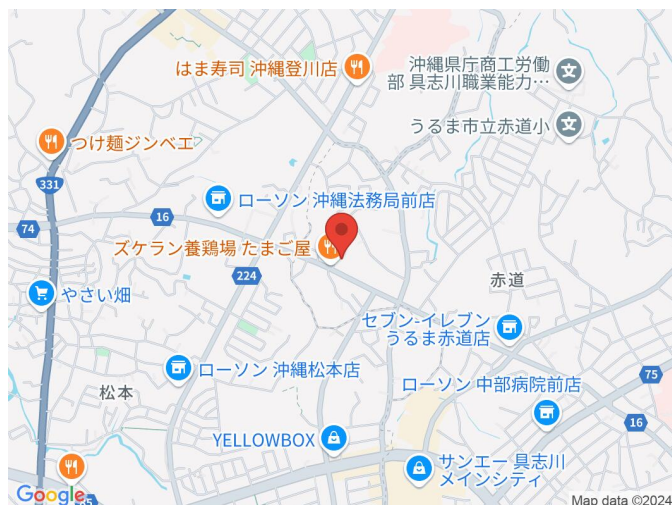 はま寿司 沖縄登川店
沖縄県庁商工労働
部 具志川職業能力…
うるま市立赤道小
つけ麺ジンベエ
331
ローソン 沖縄法務局前店
74
16
ズケラン養鶏場 たまご屋
224
赤道
やさい畑
セブン-イレブン
うるま赤道店
ローソン 沖縄松本店
75
松本
ローソン 中部病院前店
16
YELLOWBOX
サンエー 具志川
メインシティ
Google
85
Map data ©2024